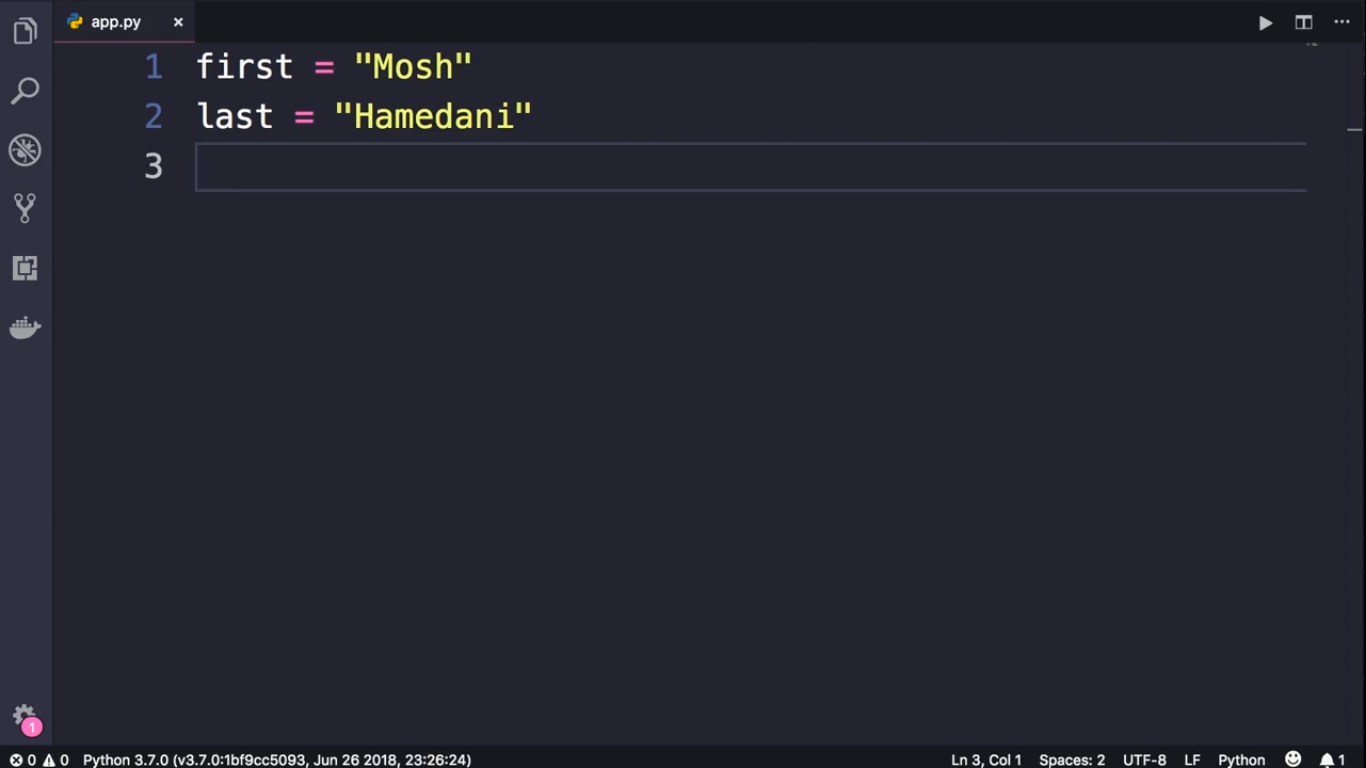 app.py ×
1 first = "Mosh"
2 last = "Hamedani"
3
1
0 0 Python 3.7.0 (v3.7.0:1bf9cc5093, Jun 26 2018, 23:26:24) Ln 3, Col 1 Spaces: 2 UTF-8 LF Python 1